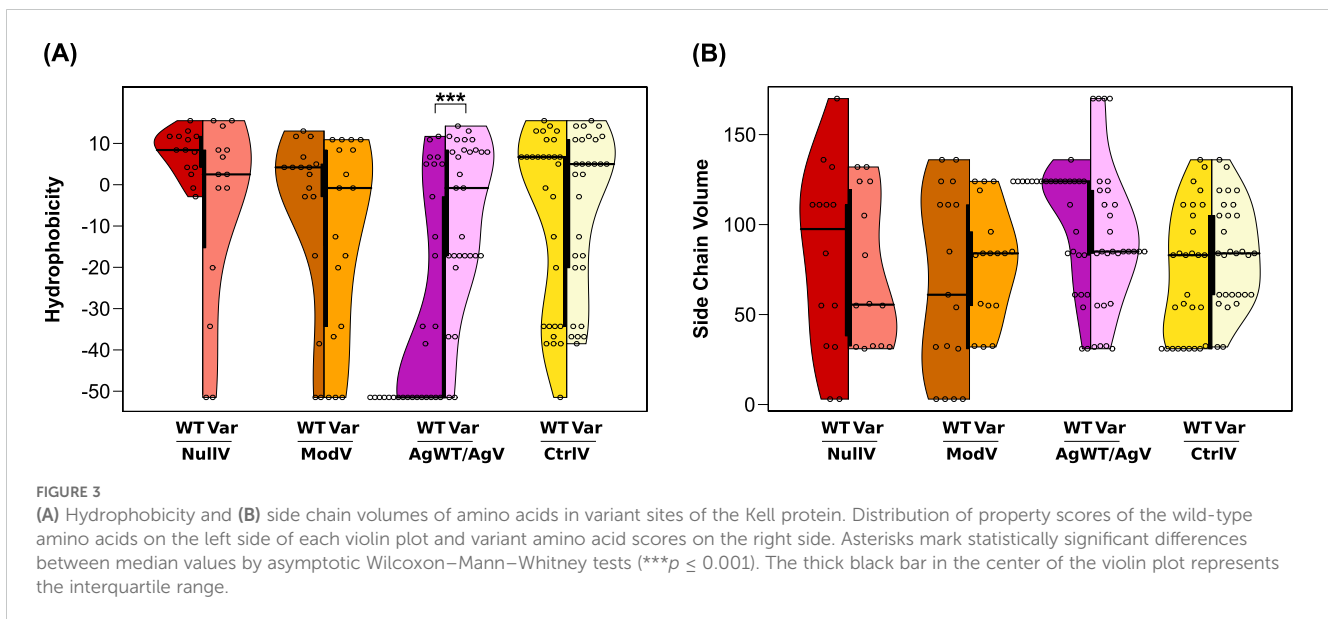 (A)
(B)
***
10
0
-10
-20
-30
-40
-50
Hydrophobicity
WT Var WT Var WT Var WT Var
NullV ModV AgWT/AgV CtrlV
150
100
50
0
Side Chain Volume
WT Var WT Var WT Var WT Var
NullV ModV AgWT/AgV CtrlV
FIGURE 3
(A) Hydrophobicity and (B) side chain volumes of amino acids in variant sites of the Kell protein. Distribution of property scores of the wild-type
amino acids on the left side of each violin plot and variant amino acid scores on the right side. Asterisks mark statistically significant differences
between median values by asymptotic Wilcoxon–Mann–Whitney tests (***p ≤ 0.001). The thick black bar in the center of the violin plot represents
the interquartile range.